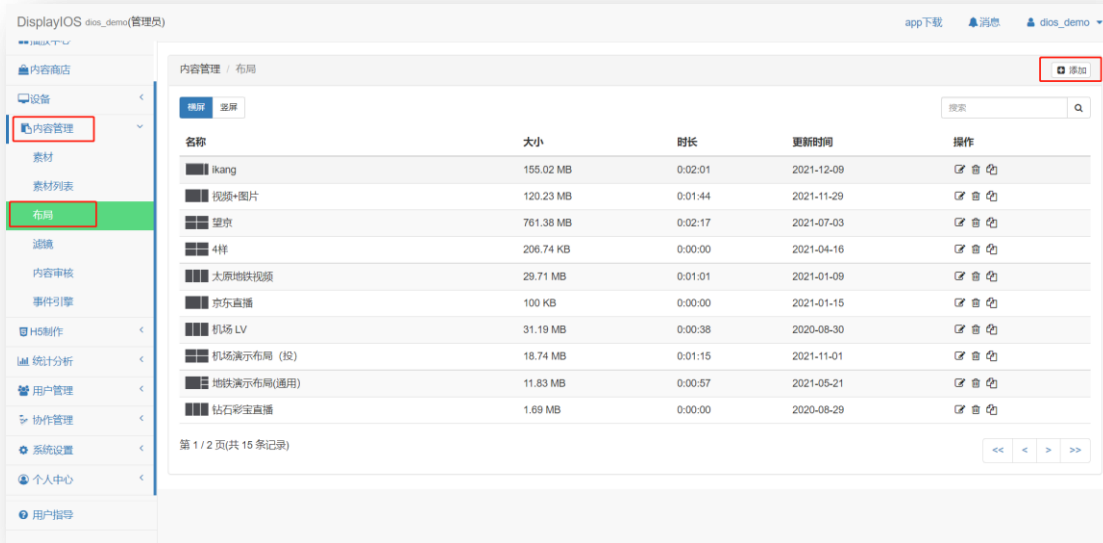 DisplayIOS dios_demo(管理员)
app下载 消息 dios_demo
内容商店
设备
内容管理
素材
素材列表
布局
滤镜
内容审核
事件引擎
H5制作
统计分析
用户管理
协作管理
系统设置
个人中心
用户指导
内容管理 / 布局
添加
横屏 竖屏
搜索
名称 大小 时长 更新时间 操作
ikang 155.02 MB 0:02:01 2021-12-09
视频+图片 120.23 MB 0:01:44 2021-11-29
望京 761.38 MB 0:02:17 2021-07-03
4样 206.74 KB 0:00:00 2021-04-16
太原地铁视频 29.71 MB 0:01:01 2021-01-09
京东直播 100 KB 0:00:00 2021-01-15
机场 LV 31.19 MB 0:00:38 2020-08-30
机场演示布局（投） 18.74 MB 0:01:15 2021-11-01
地铁演示布局(通用) 11.83 MB 0:00:57 2021-05-21
钻石彩宝直播 1.69 MB 0:00:00 2020-08-29
第 1 / 2 页(共 15 条记录)
<< < > >>